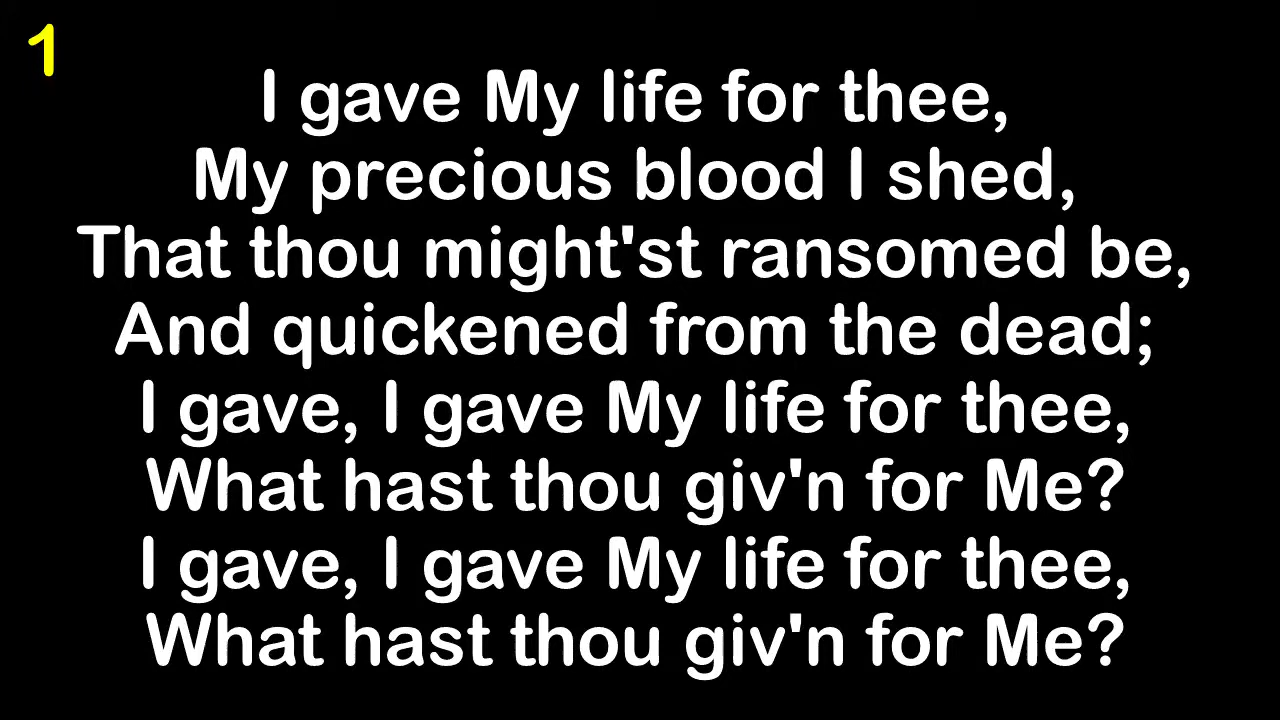 1
I gave My life for thee,
My precious blood I shed,
That thou might'st ransomed be,
And quickened from the dead;
I gave, I gave My life for thee,
What hast thou giv'n for Me?
I gave, I gave My life for thee,
What hast thou giv'n for Me?